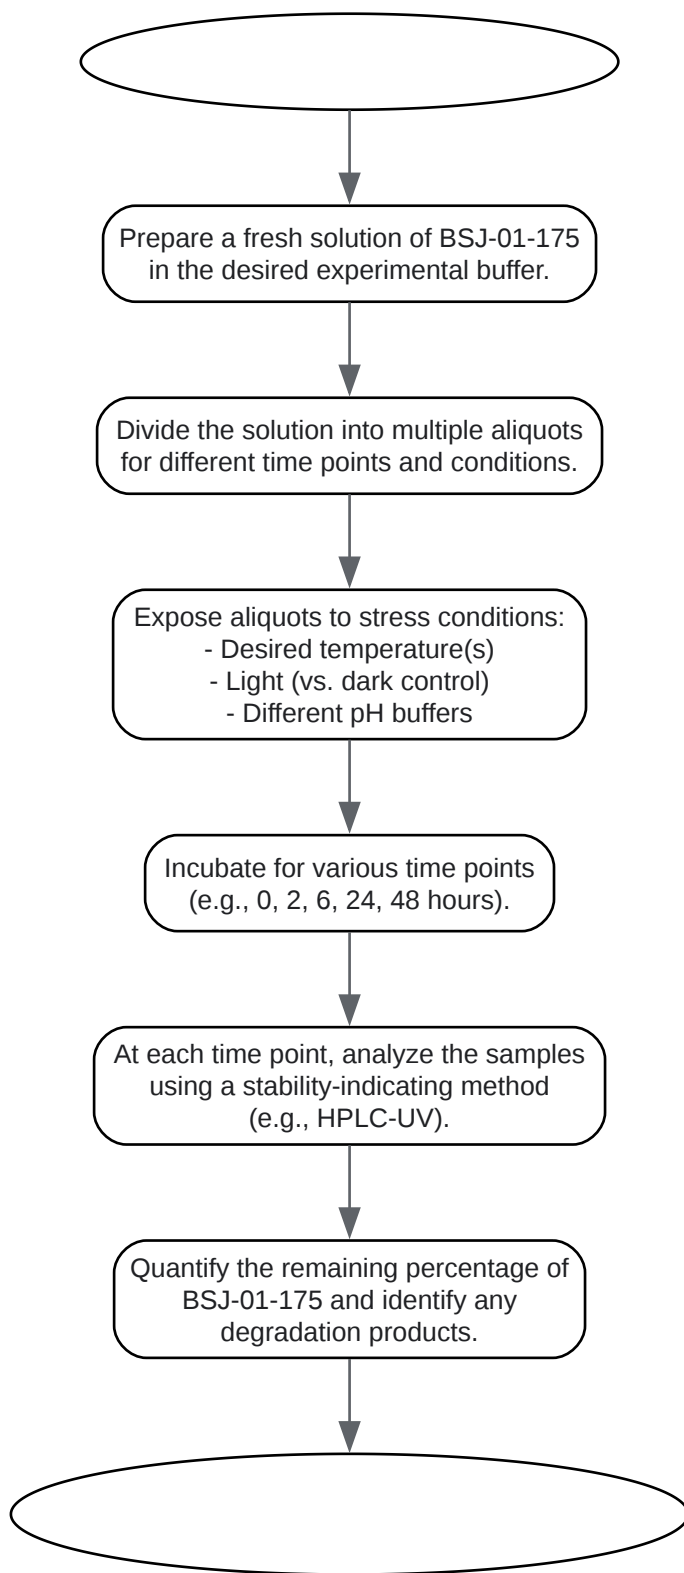 Prepare a fresh solution of BSJ-01-175
in the desired experimental buffer.
Divide the solution into multiple aliquots
for different time points and conditions.
Expose aliquots to stress conditions:
- Desired temperature(s)
- Light (vs. dark control)
- Different pH buffers
Incubate for various time points
(e.g., 0, 2, 6, 24, 48 hours).
At each time point, analyze the samples
using a stability-indicating method
(e.g., HPLC-UV).
Quantify the remaining percentage of
BSJ-01-175 and identify any
degradation products.